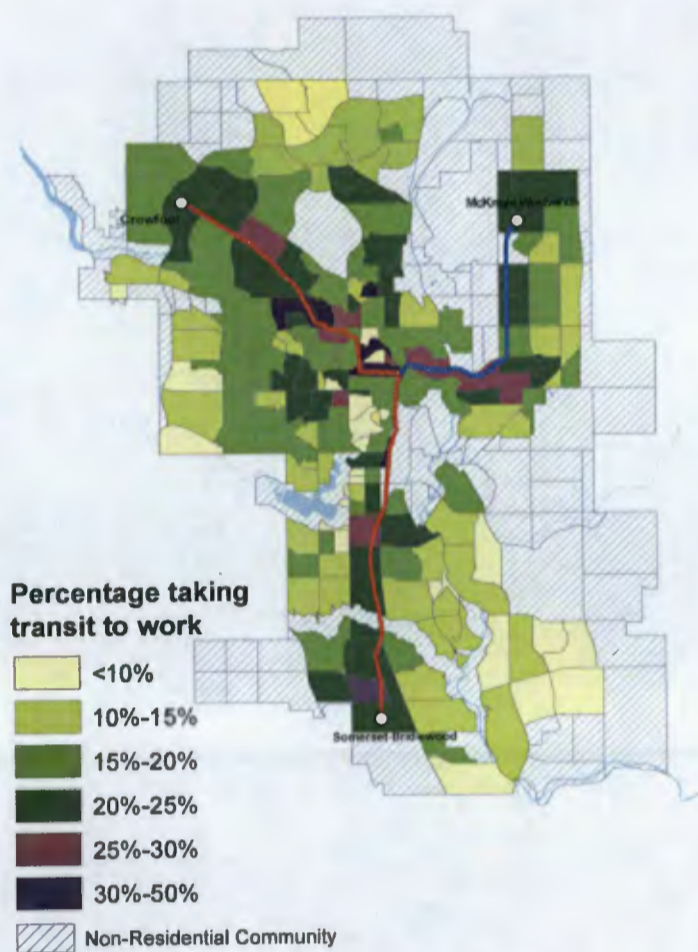 Crowfoot
McKnight-Westwinds
Somerset-Bridlewood
Percentage taking
transit to work
<10%
10%-15%
15%-20%
20%-25%
25%-30%
30%-50%
Non-Residential Community